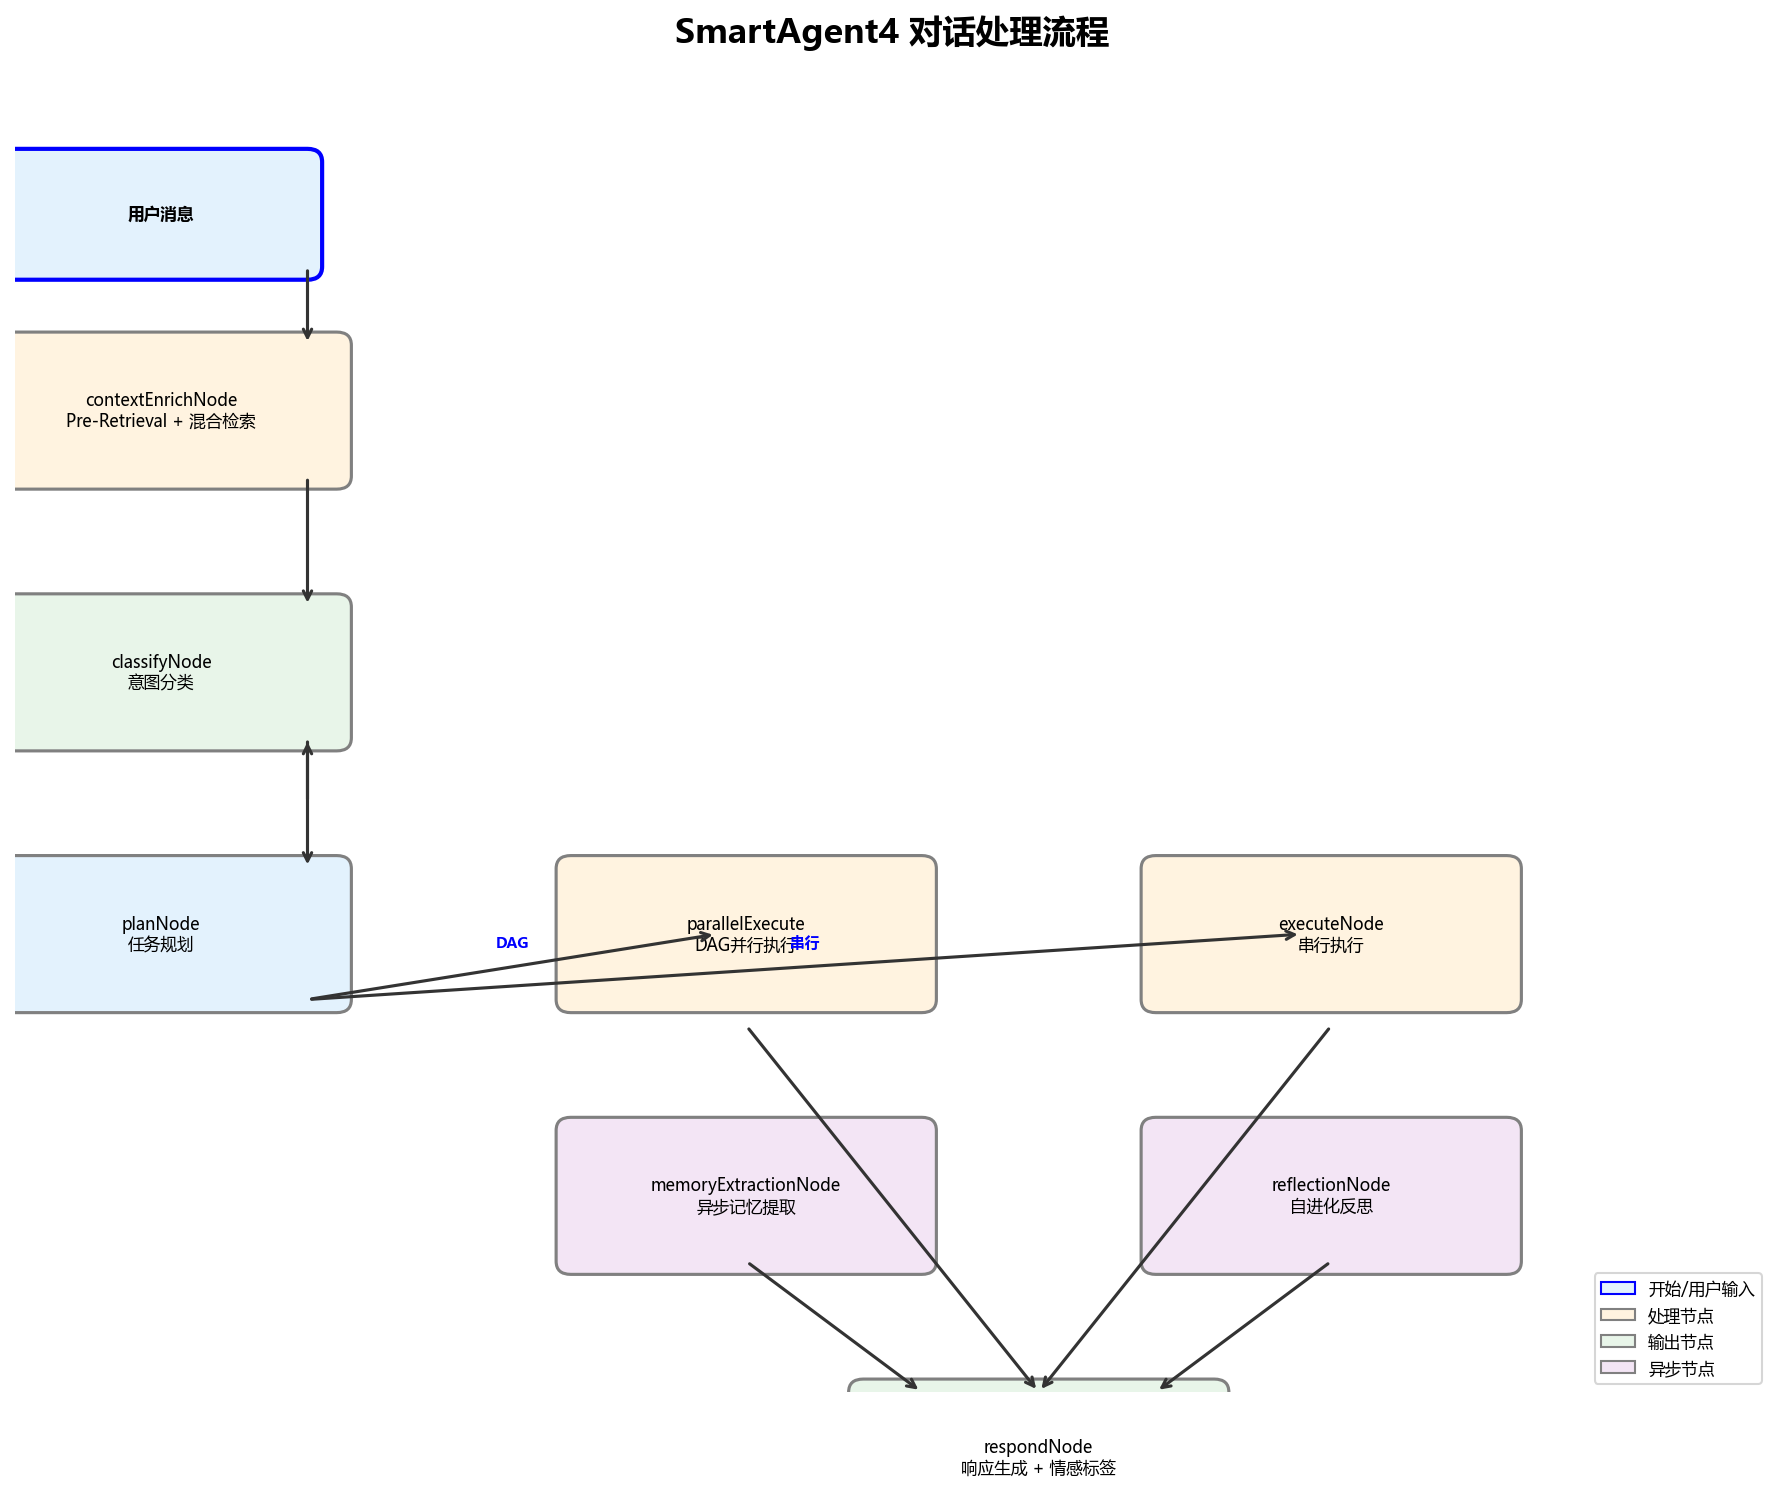 SmartAgent4 对话处理流程
用户消息
contextEnrichNode
Pre-Retrieval + 混合检索
classifyNode
意图分类
planNode
任务规划
DAG
parallelExecute
DAG并行执行
串行
executeNode
串行执行
memoryExtractionNode
异步记忆提取
reflectionNode
自进化反思
respondNode
响应生成 + 情感标签
开始/用户输入
处理节点
输出节点
异步节点